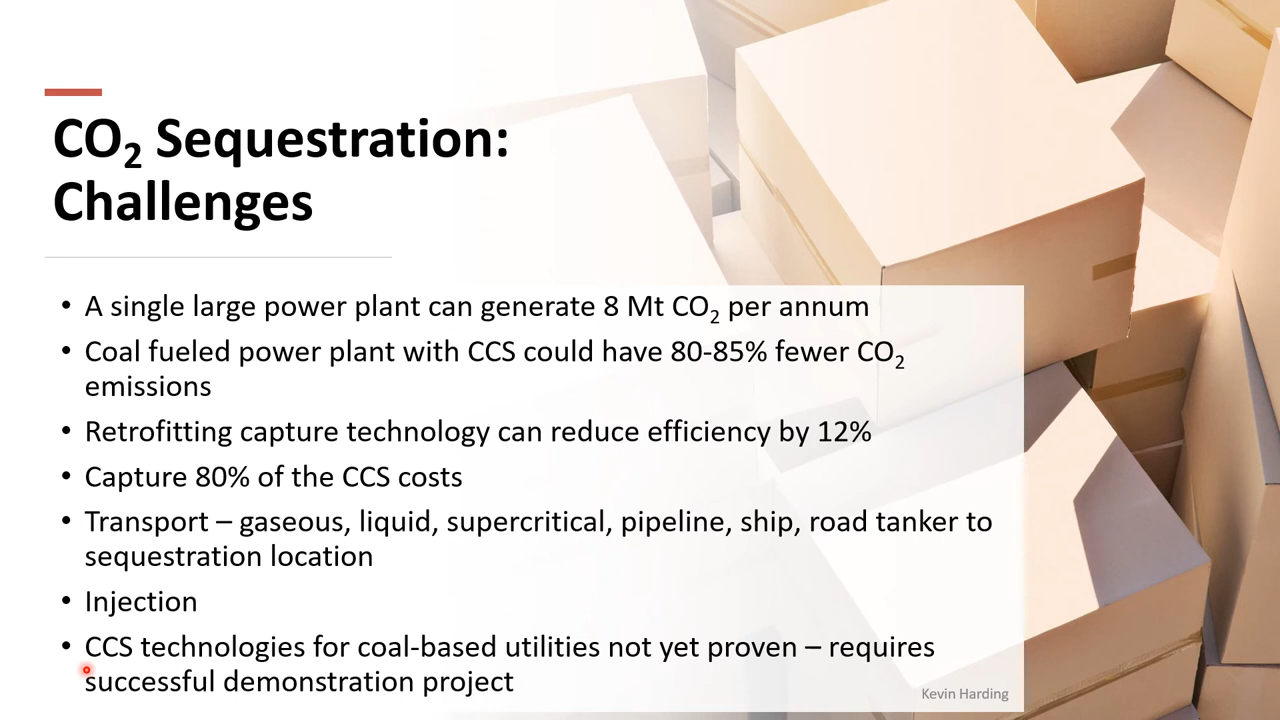 CO₂ Sequestration:
Challenges
• A single large power plant can generate 8 Mt CO₂ per annum
• Coal fueled power plant with CCS could have 80-85% fewer CO₂
emissions
• Retrofitting capture technology can reduce efficiency by 12%
• Capture 80% of the CCS costs
• Transport – gaseous, liquid, supercritical, pipeline, ship, road tanker to
sequestration location
• Injection
• CCS technologies for coal-based utilities not yet proven – requires
successful demonstration project
Kevin Harding